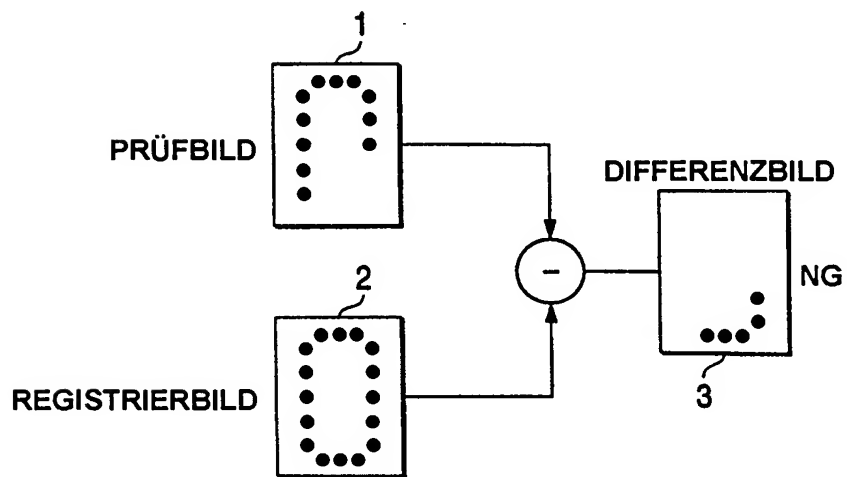 1
PRÜFBILD
DIFFERENZBILD
-
NG
2
REGISTRIERBILD
3